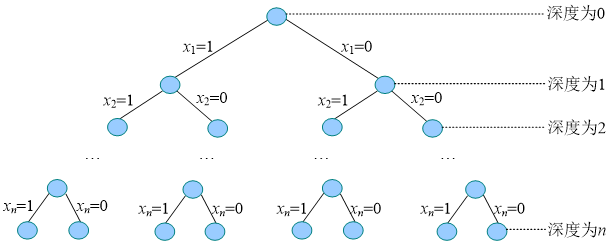 深度为0
x1=1 x1=0
深度为1
x2=1 x2=0 x2=1 x2=0
深度为2
… … … …
xn=1 xn=0 xn=1 xn=0 xn=1 xn=0 xn=1 xn=0
深度为n